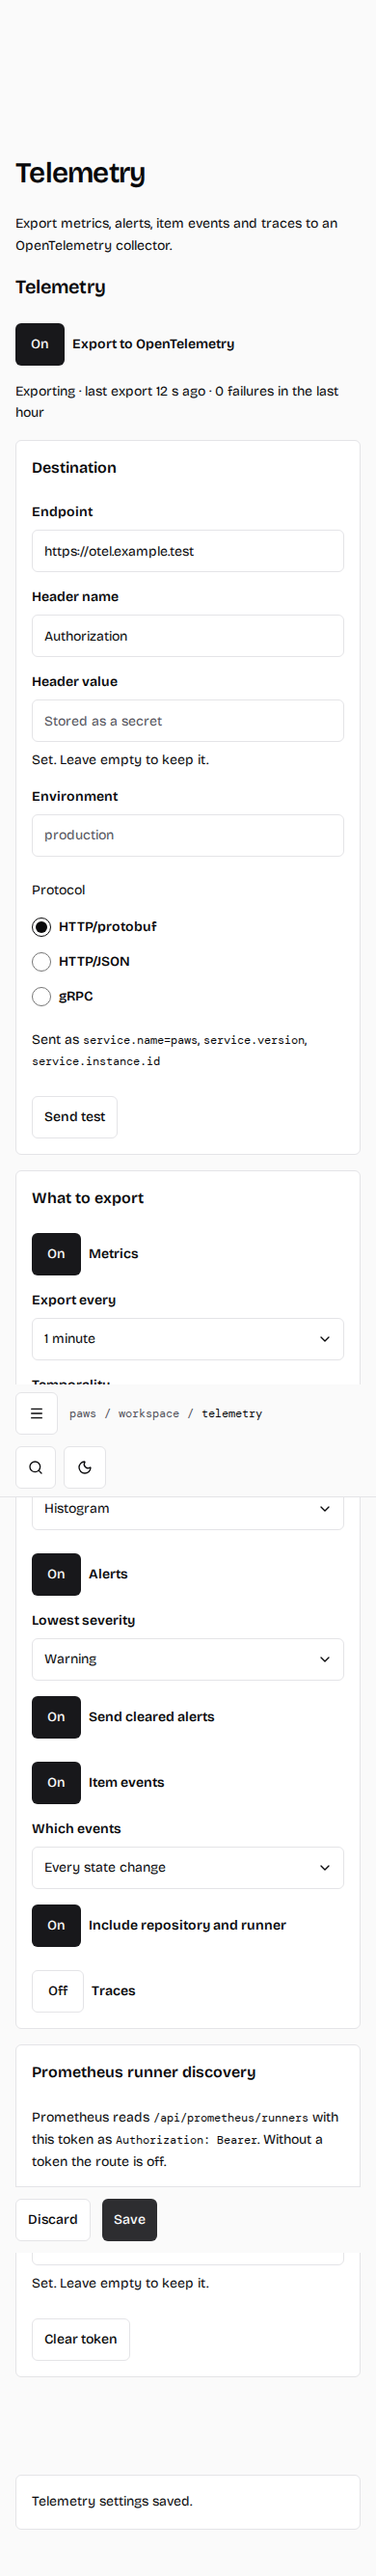 Telemetry
Export metrics, alerts, item events and traces to an
OpenTelemetry collector.
Telemetry
On Export to OpenTelemetry
Exporting · last export 12 s ago · 0 failures in the last
hour
Destination
Endpoint
https://otel.example.test
Header name
Authorization
Header value
Stored as a secret
Set. Leave empty to keep it.
Environment
production
Protocol
HTTP/protobuf
HTTP/JSON
gRPC
Sent as service.name=paws, service.version,
service.instance.id
Send test
What to export
On Metrics
Export every
1 minute
paws / workspace / telemetry
Histogram
On Alerts
Lowest severity
Warning
On Send cleared alerts
On Item events
Which events
Every state change
On Include repository and runner
Off Traces
Prometheus runner discovery
Prometheus reads /api/prometheus/runners with
this token as Authorization: Bearer. Without a
token the route is off.
Discard Save
Set. Leave empty to keep it.
Clear token
Telemetry settings saved.